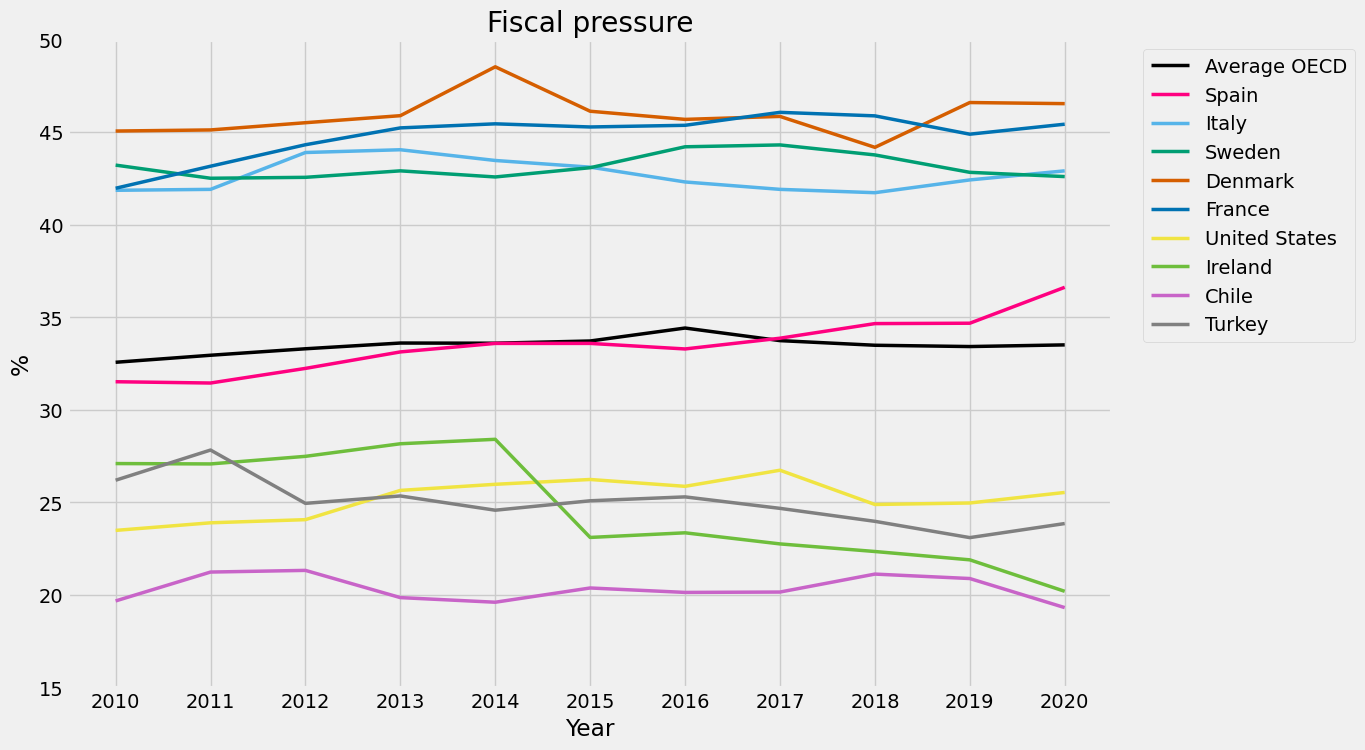 Fiscal pressure
50
45
40
35
30
25
20
15
%
2010 2011 2012 2013 2014 2015 2016 2017 2018 2019 2020
Year
Average OECD
Spain
Italy
Sweden
Denmark
France
United States
Ireland
Chile
Turkey